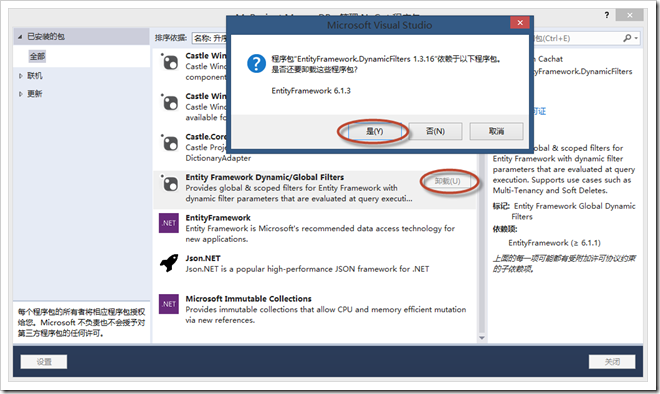 Microsoft Visual Studio
程序包"EntityFramework.DynamicFilters 1.3.16"依赖于以下程序包。
是否还要卸载这些程序包?
EntityFramework 6.1.3
是(Y)
否(N)
取消
已安装的包
全部
联机
更新
每个程序包的所有者将相应程序包授权
给您。Microsoft 不负责也不会授予对
第三方程序包的任何许可。
排序依据:
名称: 升
Castle Win
Castle Wind
component
Castle Win
Castle Wind
available fo
Castle.Core
Castle Proje
DictionaryAdapter
Entity Framework Dynamic/Global Filters
Provides global & scoped filters for Entity Framework with
dynamic filter parameters that are evaluated at query executi...
卸载(U)
EntityFramework
Entity Framework is Microsoft's recommended data access technology for
new applications.
Json.NET
Json.NET is a popular high-performance JSON framework for .NET
Microsoft Immutable Collections
Provides immutable collections that allow CPU and memory efficient mutation
via new references.
包(Ctrl+E)
Cachat
EntityFramework.DynamicFilters
可证
global & scoped filters for
Entity Framework with dynamic filter
parameters that are evaluated at query
execution. Supports use cases such as
Multi-Tenancy and Soft Deletes.
标记: Entity Framework Global Dynamic
Filters
依赖项:
EntityFramework (≥ 6.1.1)
上面的每一项可能都有受附加许可协议约束
的子依赖项。
设置
关闭